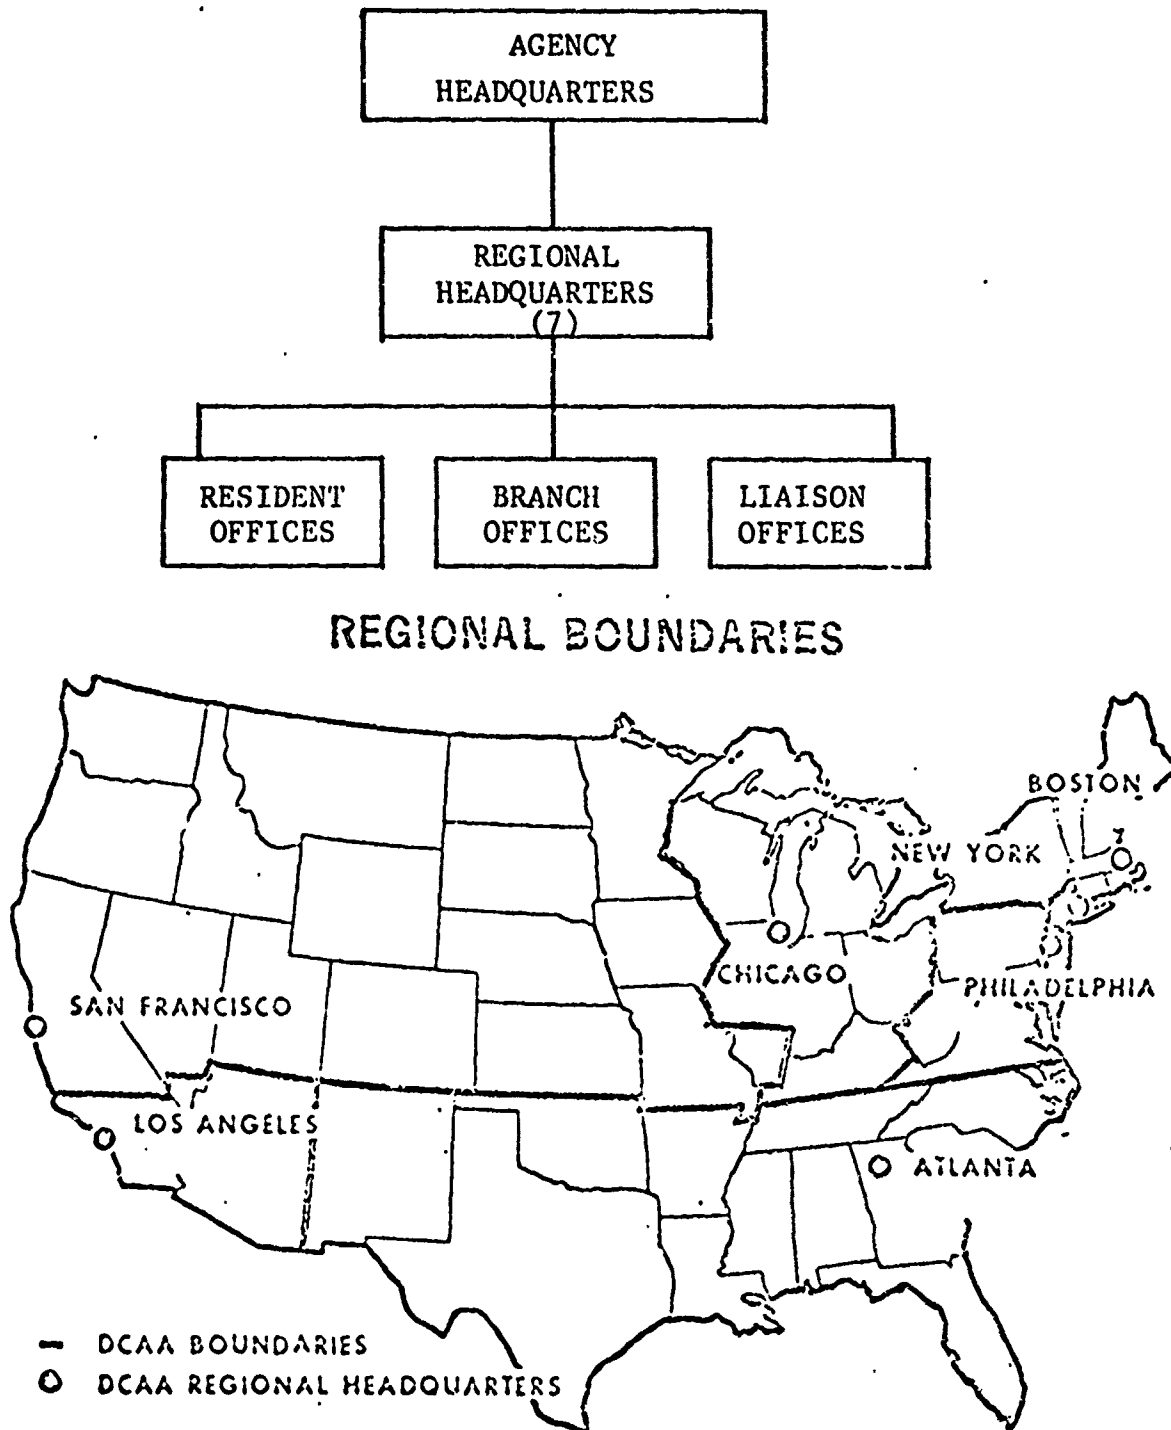 AGENCY
HEADQUARTERS
REGIONAL
HEADQUARTERS
(7)
RESIDENT
OFFICES
BRANCH
OFFICES
LIAISON
OFFICES
REGIONAL BOUNDARIES
BOSTON
NEW YORK
CHICAGO
PHILADELPHIA
SAN FRANCISCO
LOS ANGELES
ATLANTA
DCAA BOUNDARIES
DCAA REGIONAL HEADQUARTERS